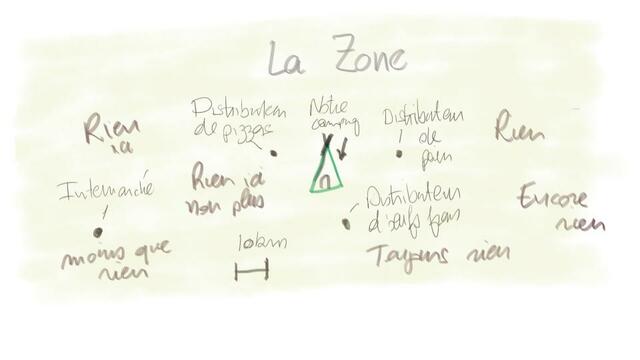 La Zone
Rien
ici
Distributeur
de pizzas
Notre
camping
Distributeur
de
pain
Rien
Intermarché
Rien ici
non plus
Distributeur
d'œufs frais
Encore
rien
moins que
rien
10km
Toujours rien